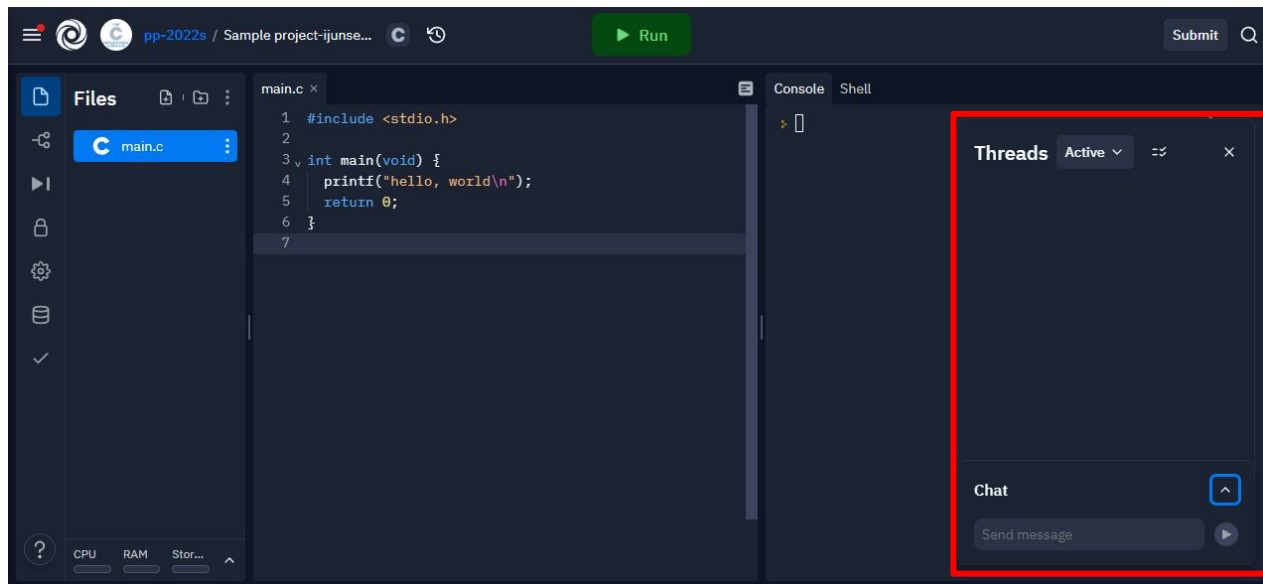 pp-2022s / Sample project-ijunse... C
Run
Submit
Files
C main.c
CPU RAM Stor...
main.c ×
1 #include <stdio.h>
2
3 int main(void) {
4 printf("hello, world\n");
5 return 0;
6 }
7
Console Shell
Threads Active
Chat
Send message
?